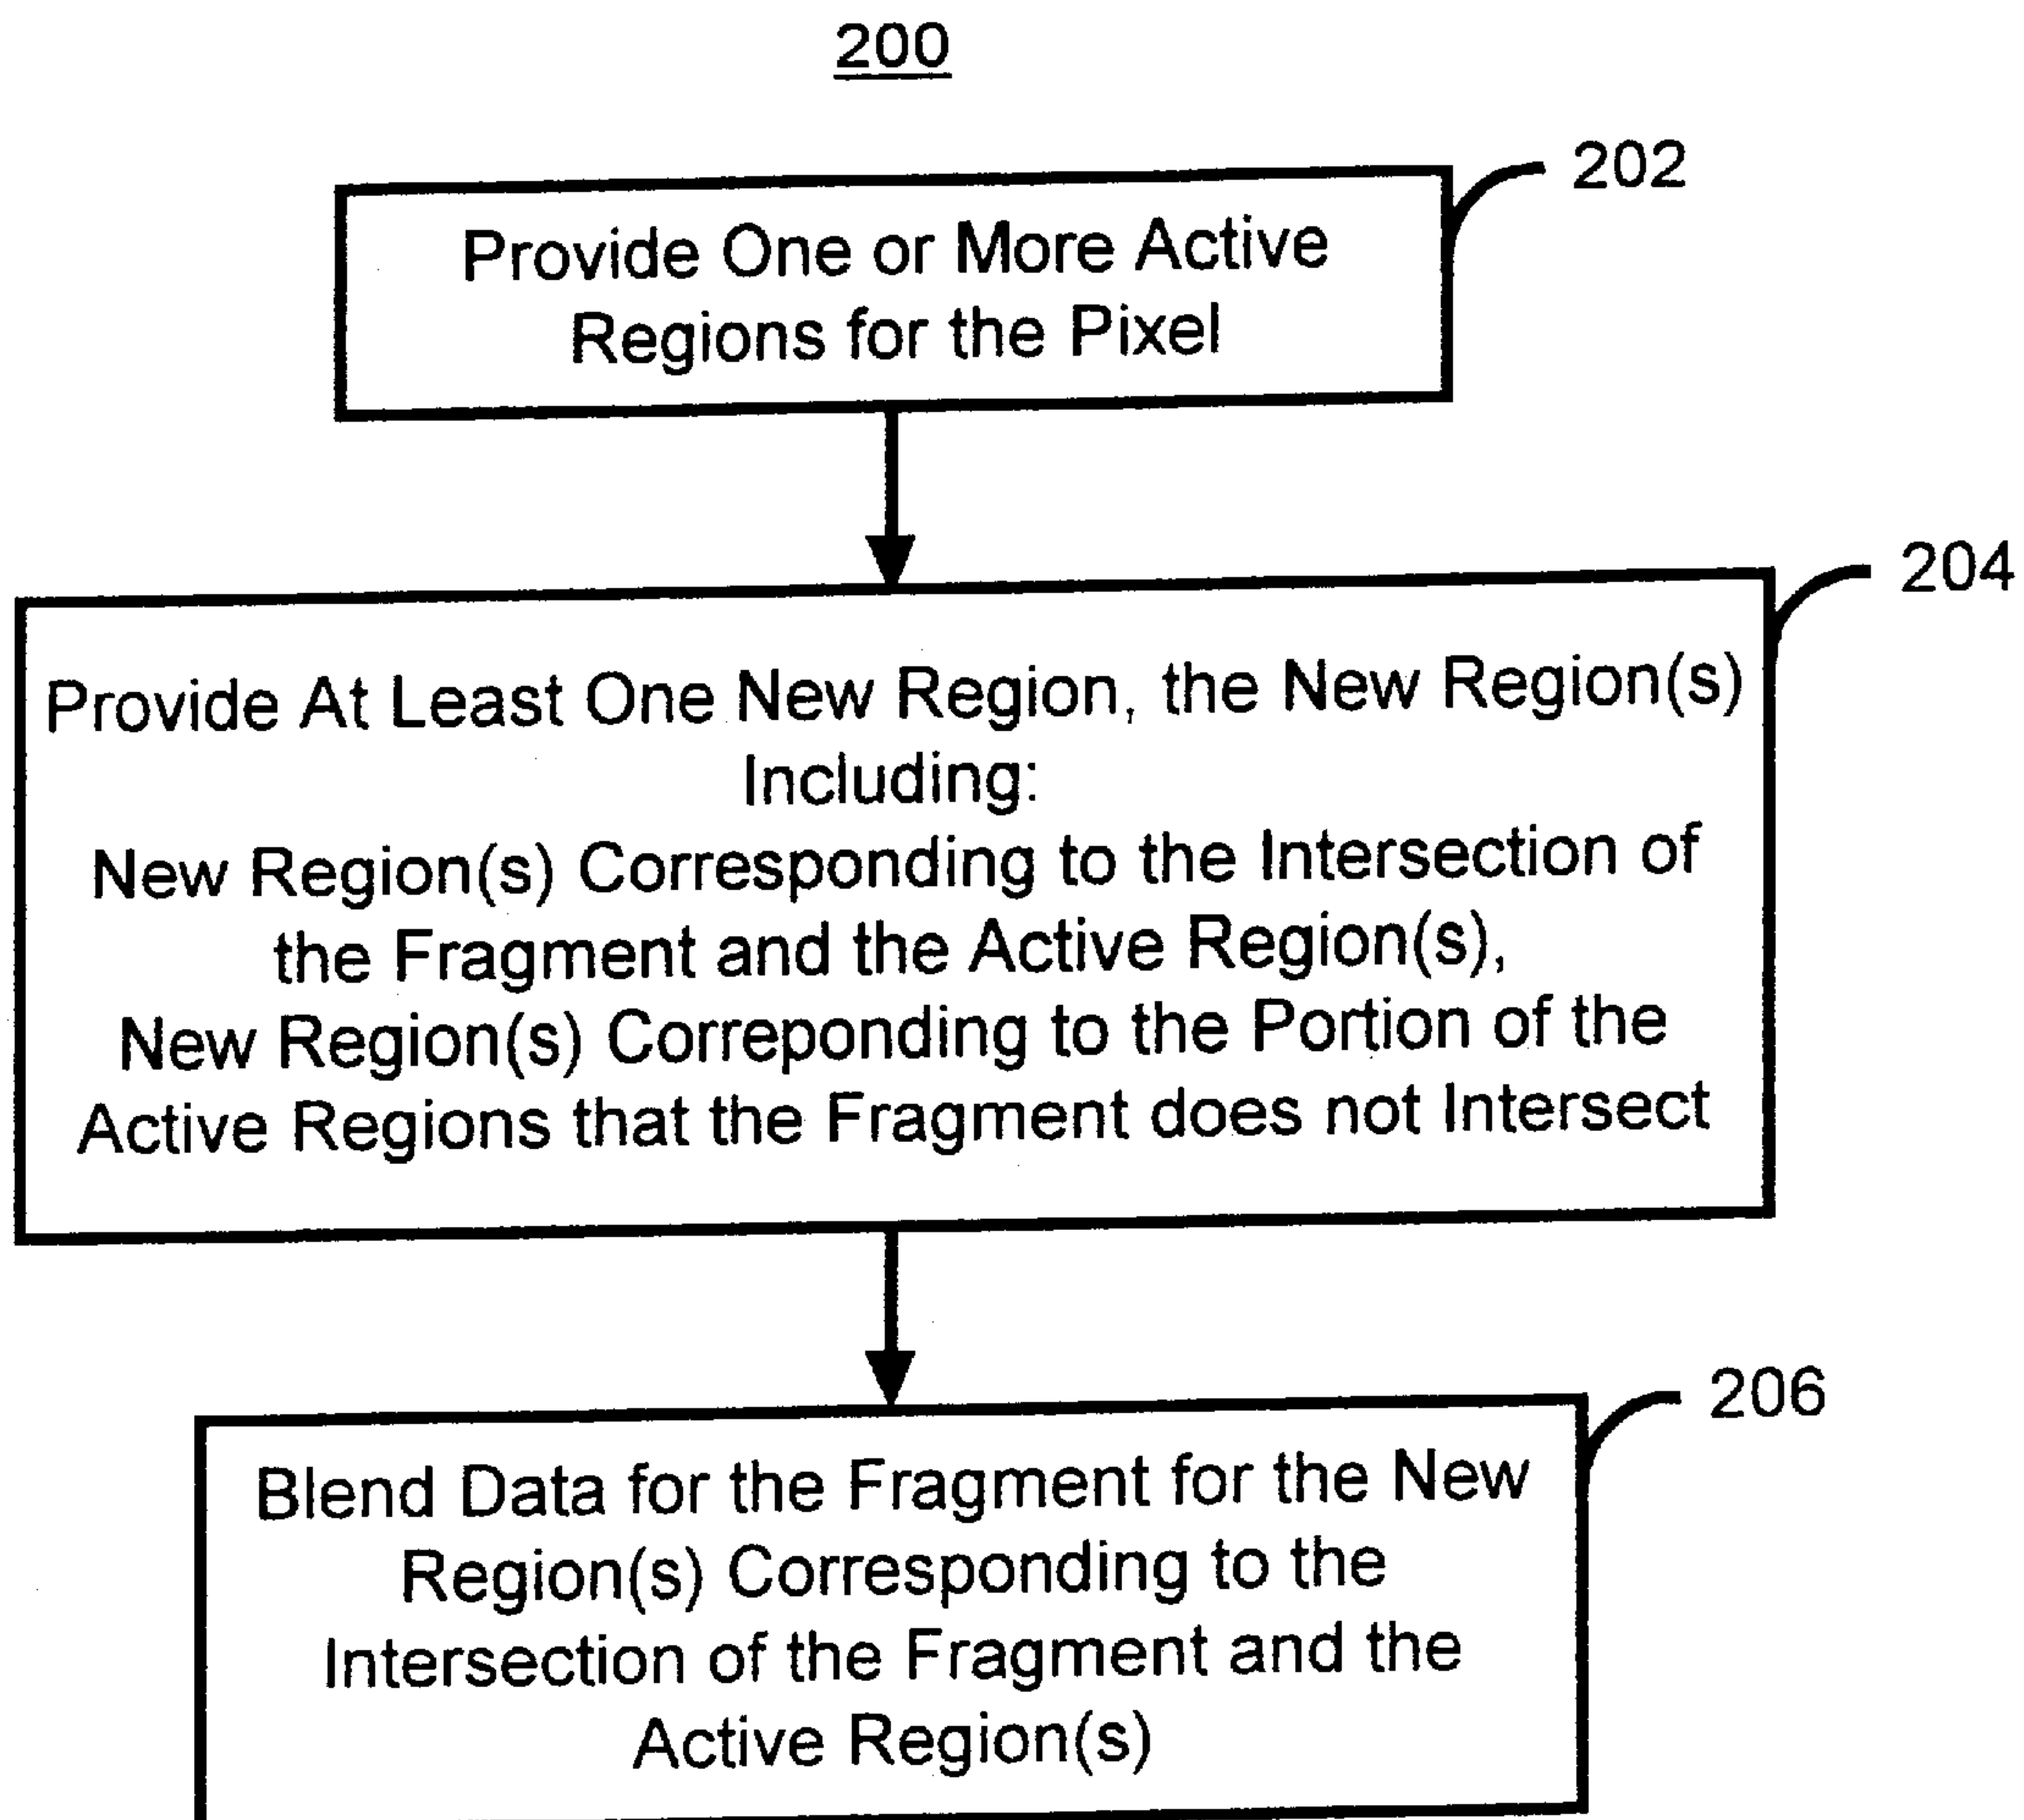 200
202
Provide One or More Active
Regions for the Pixel
204
Provide At Least One New Region, the New Region(s)
Including:
New Region(s) Corresponding to the Intersection of
the Fragment and the Active Region(s),
New Region(s) Correponding to the Portion of the
Active Regions that the Fragment does not Intersect
206
Blend Data for the Fragment for the New
Region(s) Corresponding to the
Intersection of the Fragment and the
Active Region(s)